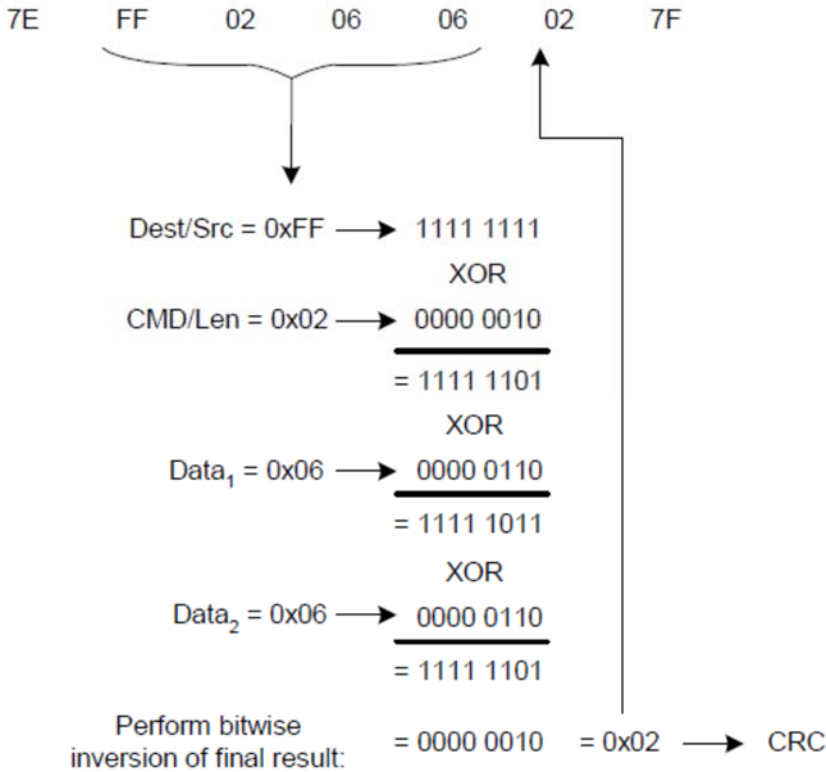 7E FF 02 06 06 02 7F
Dest/Src = 0xFF 1111 1111
XOR
CMD/Len = 0x02 0000 0010
= 1111 1101
XOR
Data₁ = 0x06 0000 0110
= 1111 1011
XOR
Data₂ = 0x06 0000 0110
= 1111 1101
Perform bitwise
inversion of final result: = 0000 0010 = 0x02 CRC